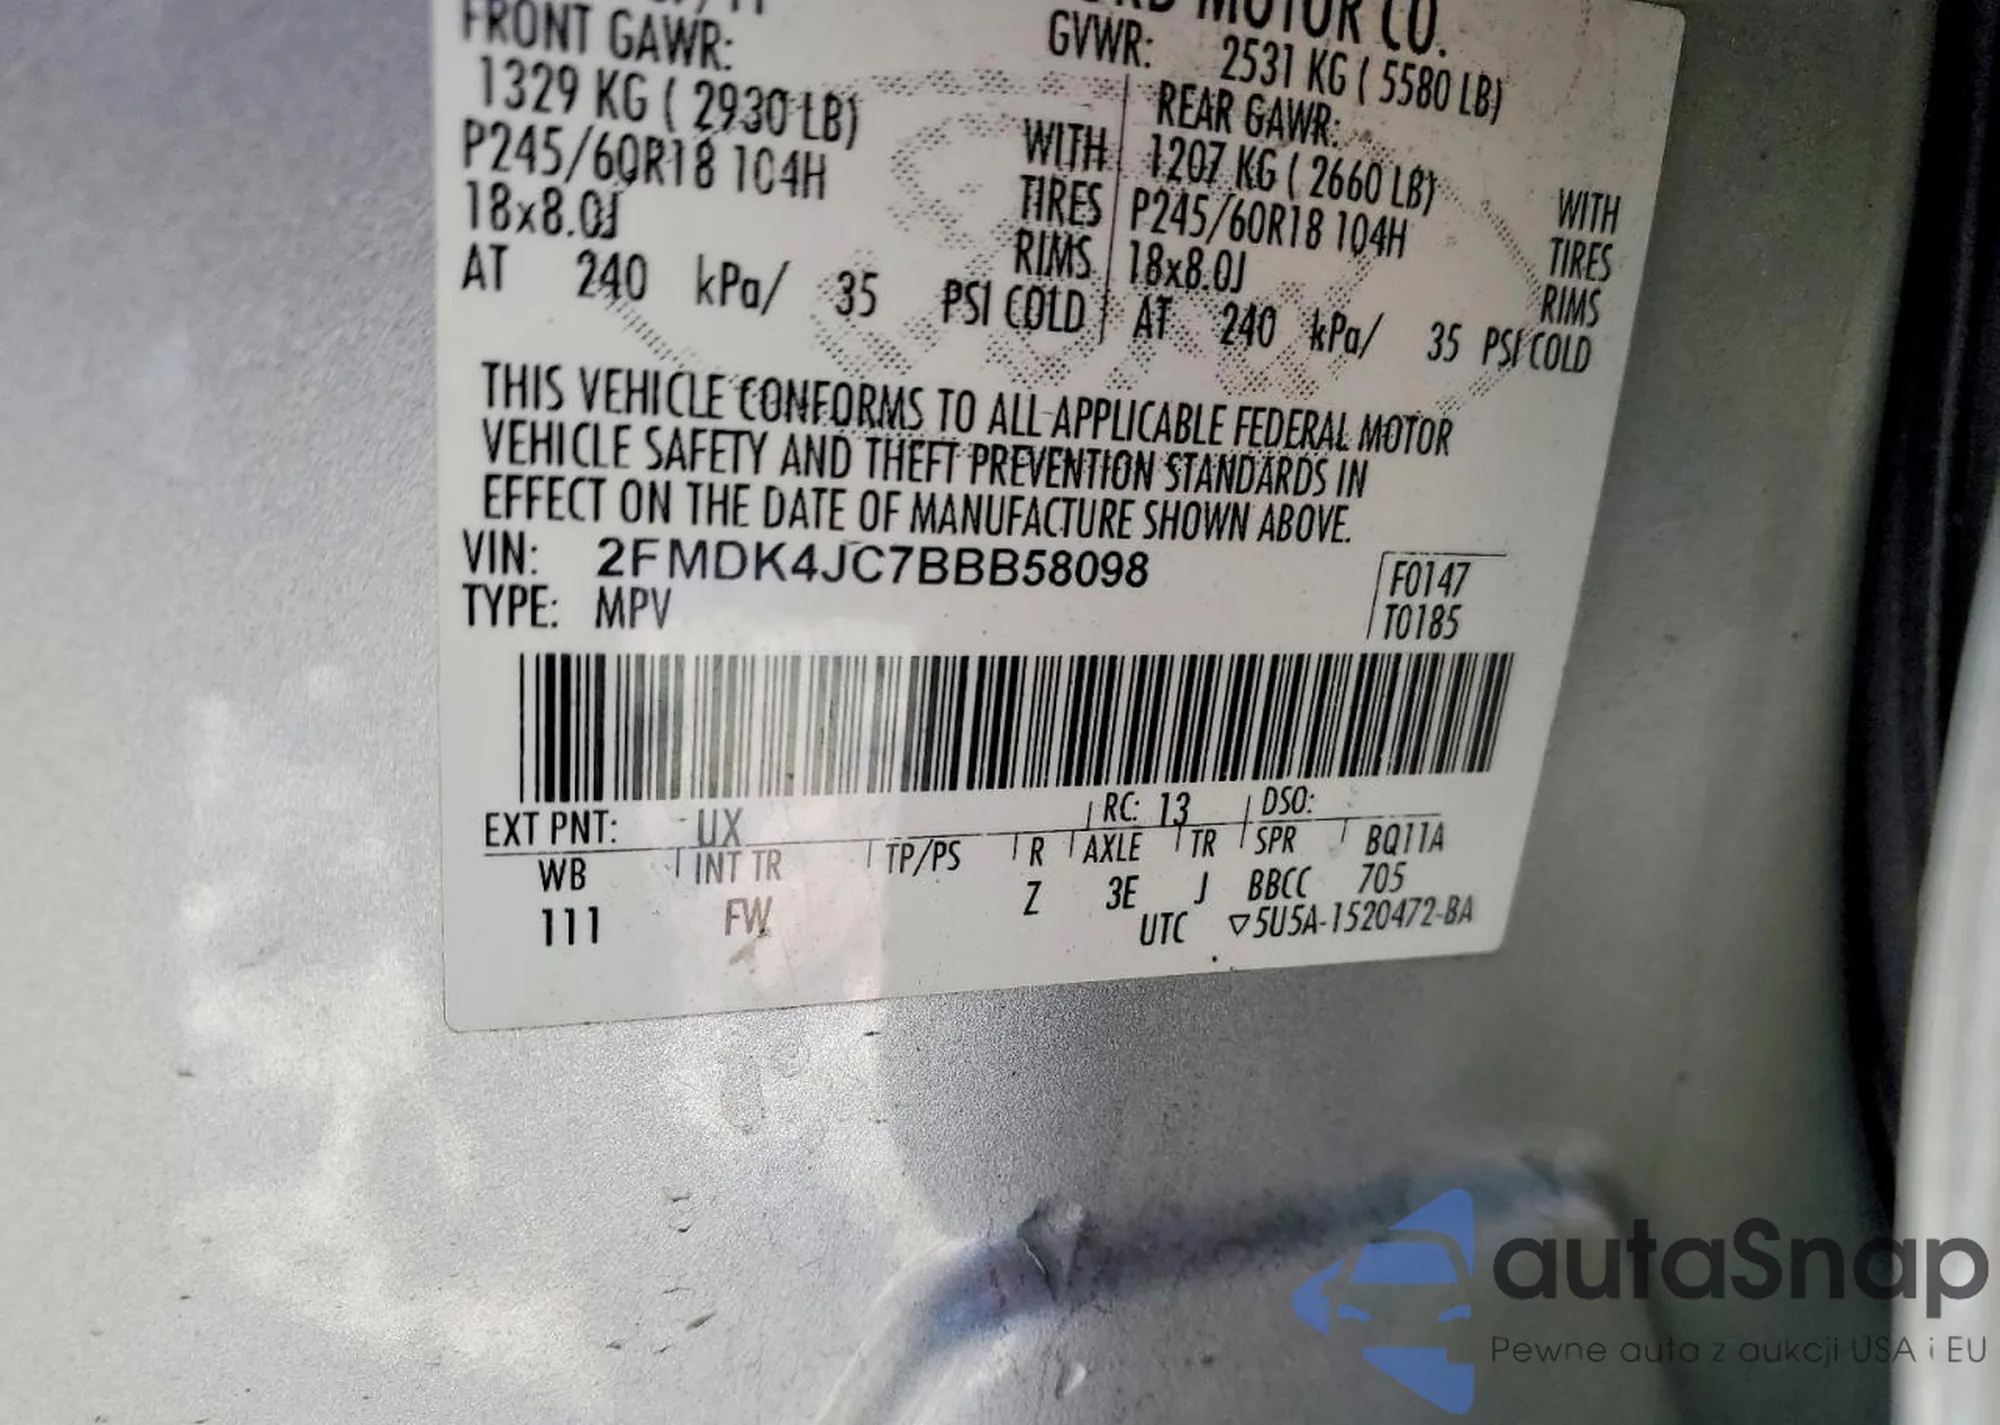 MOTOR CO.
FRONT GAWR:
GVWR: 2531 KG ( 5580 LB)
1329 KG ( 2930 LB) WITH
P245/60R18 104H TIRES
18x8.0J RIMS
AT 240 kPa/ 35 PSI COLD
REAR GAWR:
1207 KG ( 2660 LB) WITH
P245/60R18 104H TIRES
18x8.0J RIMS
AT 240 kPa/ 35 PSI COLD
THIS VEHICLE CONFORMS TO ALL APPLICABLE FEDERAL MOTOR
VEHICLE SAFETY AND THEFT PREVENTION STANDARDS IN
EFFECT ON THE DATE OF MANUFACTURE SHOWN ABOVE.
VIN: 2FMDK4JC7BBB58098
TYPE: MPV
F0147
T0185
EXT PNT: UX RC: 13 DSO:
WB INT TR TP/PS R AXLE TR SPR BQ11A
111 FW Z 3E J BBCC 705
UTC ▽5U5A-1520472-BA
autaSnap
Pewne auta z aukcji USA i EU